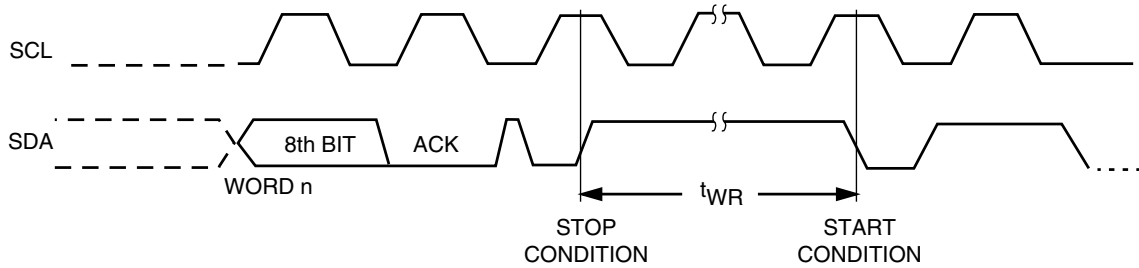 SCL
SDA
8th BIT
ACK
WORD n
tWR
STOP
CONDITION
START
CONDITION